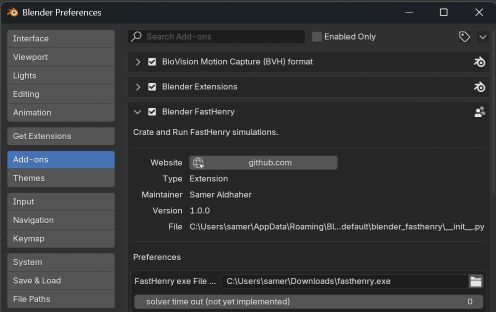 Blender Preferences
Interface
Viewport
Lights
Editing
Animation
Get Extensions
Add-ons
Themes
Input
Navigation
Keymap
System
Save & Load
File Paths
Search Add-ons
Enabled Only
BioVision Motion Capture (BVH) format
Blender Extensions
Blender FastHenry
Crate and Run FastHenry simulations.
Website github.com
Type Extension
Maintainer Samer Aldhaher
Version 1.0.0
File C:\Users\samer\AppData\Roaming\Bl...default\blender_fasthenry\__init__.py
Preferences
FastHenry exe File ... C:\Users\samer\Downloads\fasthenry.exe
solver time out (not yet implemented) 0